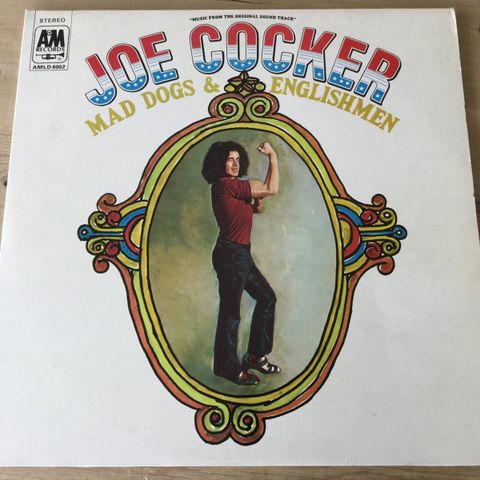 "MUSIC FROM THE ORIGINAL SOUND TRACK"
STEREO
A&M
RECORDS
AMLD 6002
JOE COCKER
MAD DOGS & ENGLISHMEN